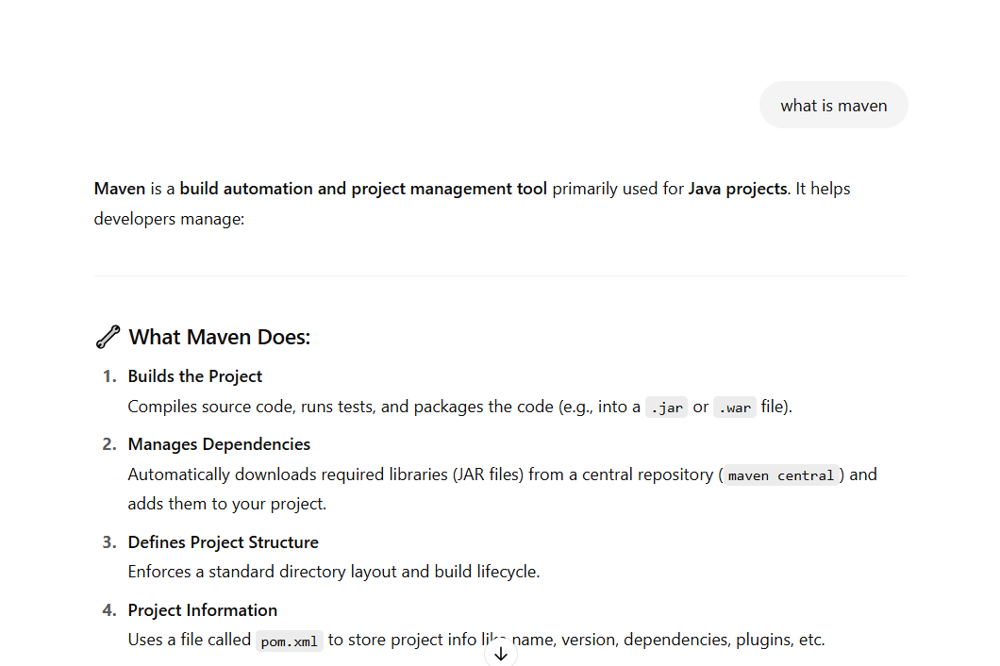 what is maven
Maven is a build automation and project management tool primarily used for Java projects. It helps
developers manage:
What Maven Does:
1. Builds the Project
Compiles source code, runs tests, and packages the code (e.g., into a .jar or .war file).
2. Manages Dependencies
Automatically downloads required libraries (JAR files) from a central repository (maven central) and
adds them to your project.
3. Defines Project Structure
Enforces a standard directory layout and build lifecycle.
4. Project Information
Uses a file called pom.xml to store project info like name, version, dependencies, plugins, etc.